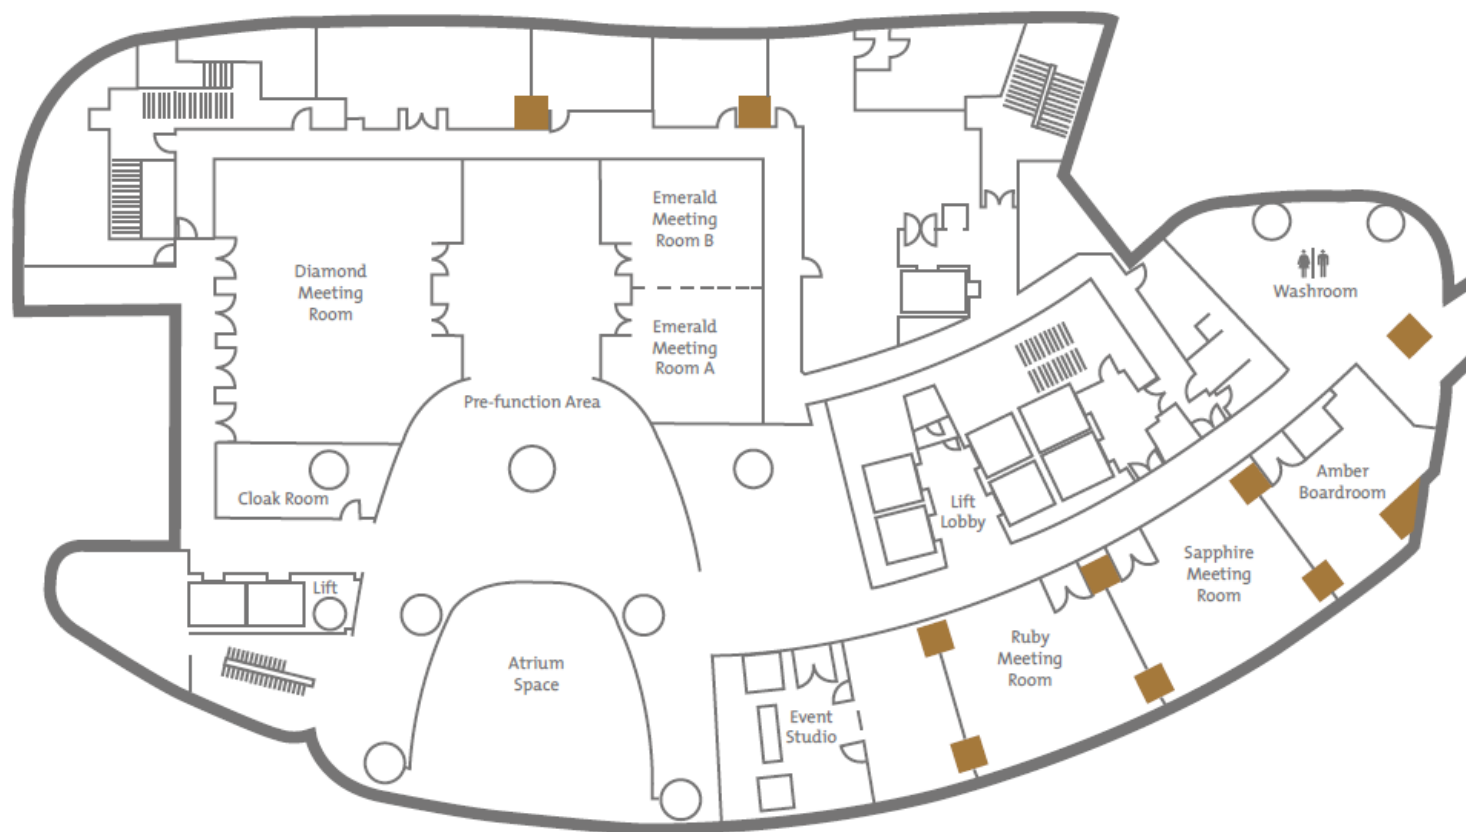 Emerald
Meeting
Room B
Diamond
Meeting
Room
Washroom
Emerald
Meeting
Room A
Pre-function Area
Cloak Room
Amber
Boardroom
Lift
Lobby
Sapphire
Meeting
Room
Lift
Ruby
Meeting
Room
Atrium
Space
Event
Studio